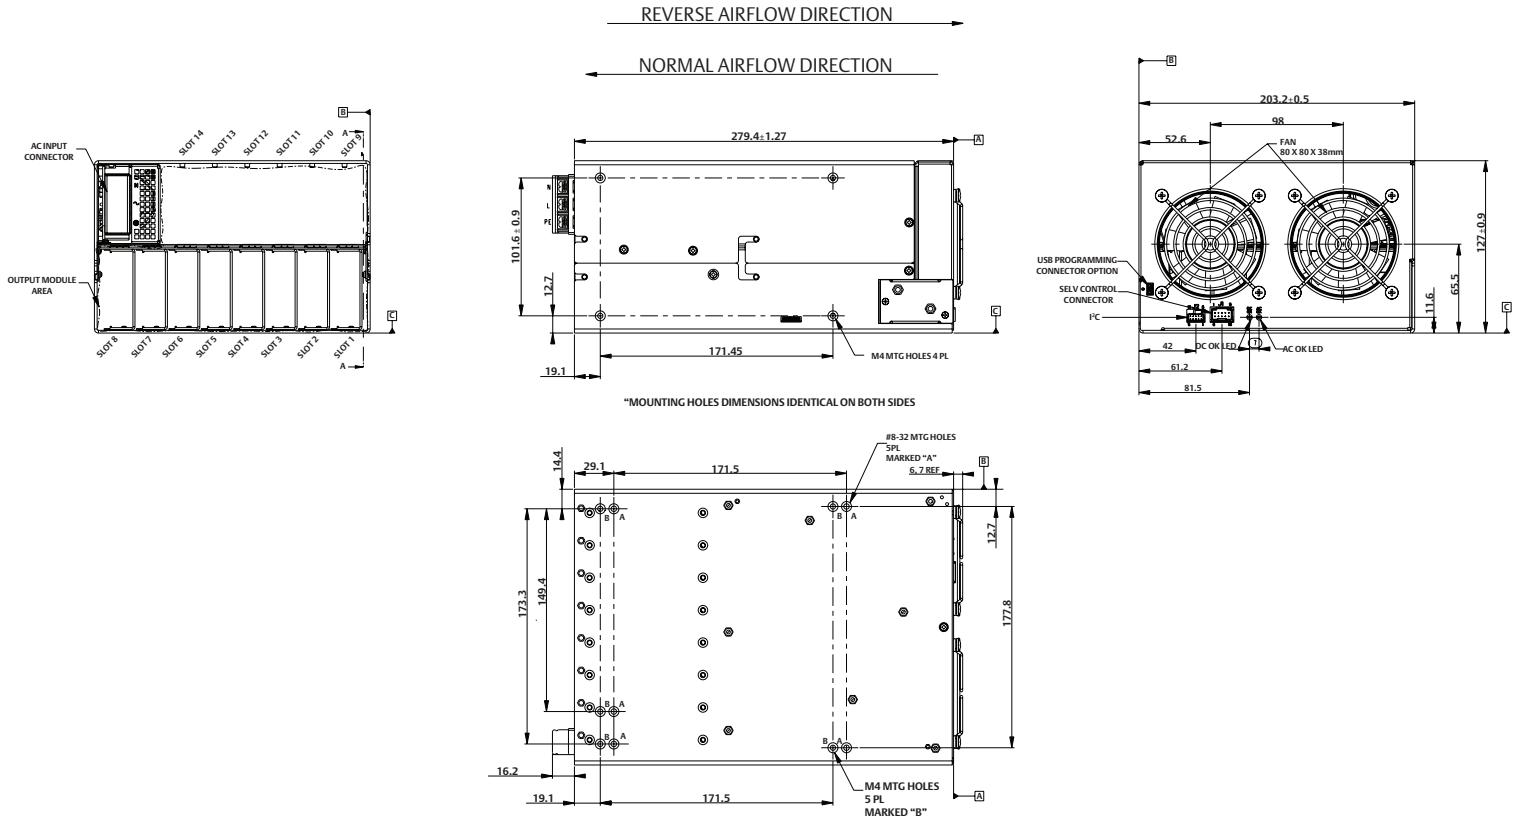 REVERSE AIRFLOW DIRECTION
NORMAL AIRFLOW DIRECTION
B
A
AC INPUT
CONNECTOR
SLOT 14
SLOT 13
SLOT 12
SLOT 11
SLOT 10
SLOT 9
OUTPUT MODULE
AREA
C
SLOT 8
SLOT 7
SLOT 6
SLOT 5
SLOT 4
SLOT 3
SLOT 2
SLOT 1
A
279.4±1.27
A
N
L
PE
101.6 ± 0.9
12.7
C
171.45
M4 MTG HOLES 4 PL
19.1
"MOUNTING HOLES DIMENSIONS IDENTICAL ON BOTH SIDES
B
203.2±0.5
98
52.6
FAN
80 X 80 X 38mm
127±0.9
65.5
11.6
USB PROGRAMMING
CONNECTOR OPTION
SELV CONTROL
CONNECTOR
I²C
C
DC OK LED
7
AC OK LED
42
61.2
81.5
#8-32 MTG HOLES
5PL
MARKED "A"
14.4
29.1
171.5
6, 7 REF
B
B
A
B
A
12.7
173.3
149.4
177.8
B
A
B
A
B
A
16.2
19.1
171.5
M4 MTG HOLES
5 PL
MARKED "B"
A